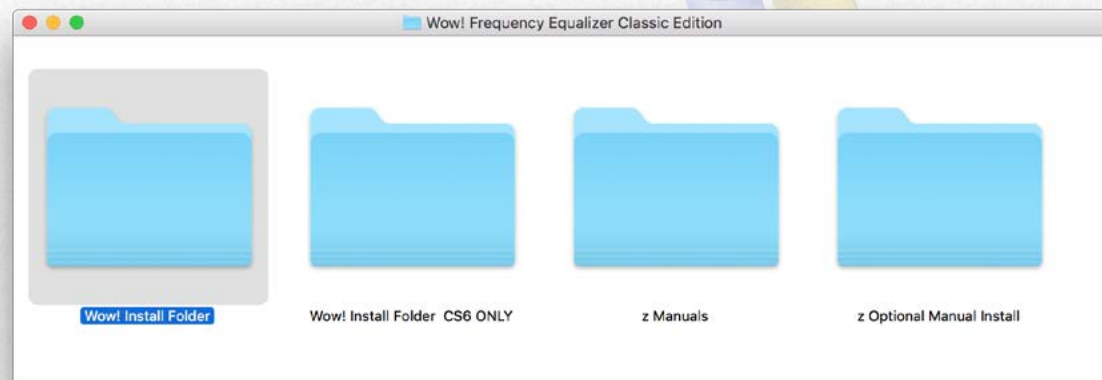 Wow! Frequency Equalizer Classic Edition
Wow! Install Folder
Wow! Install Folder CS6 ONLY
z Manuals
z Optional Manual Install